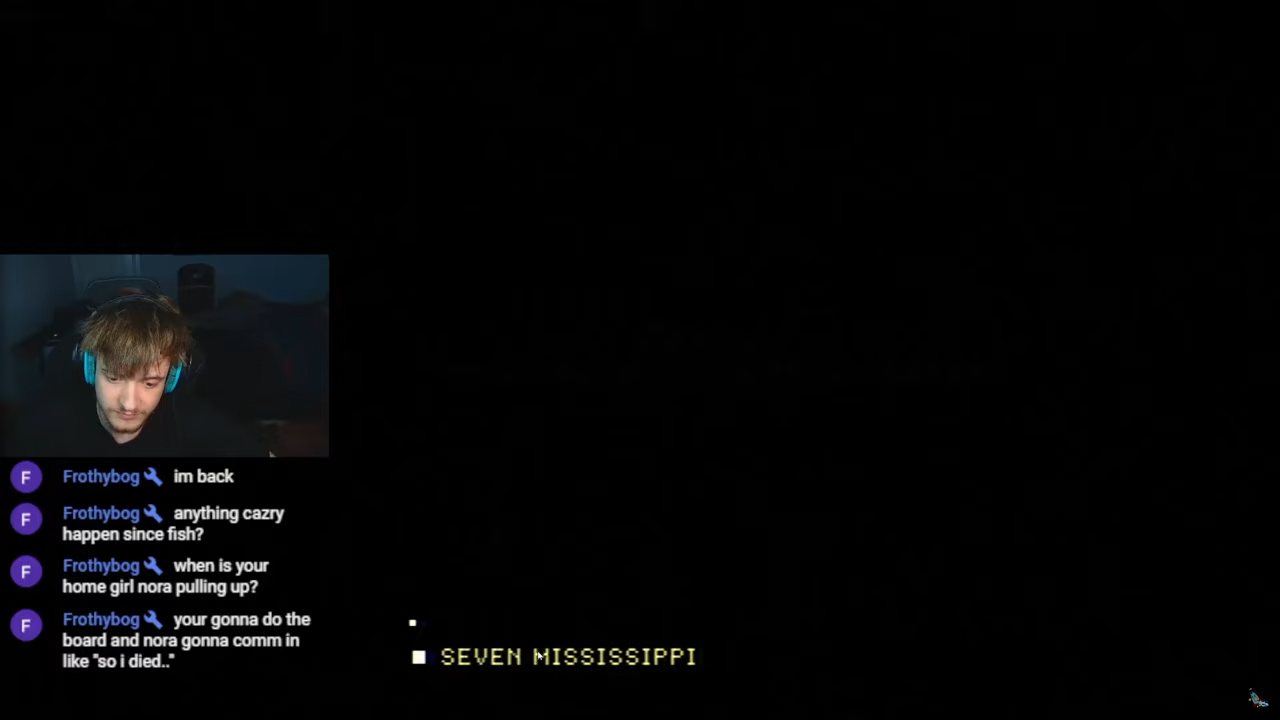 F Frothybog im back
F Frothybog anything cazry
happen since fish?
F Frothybog when is your
home girl nora pulling up?
F Frothybog your gonna do the
board and nora gonna comm in
like "so i died.."
SEVEN MISSISSIPPI